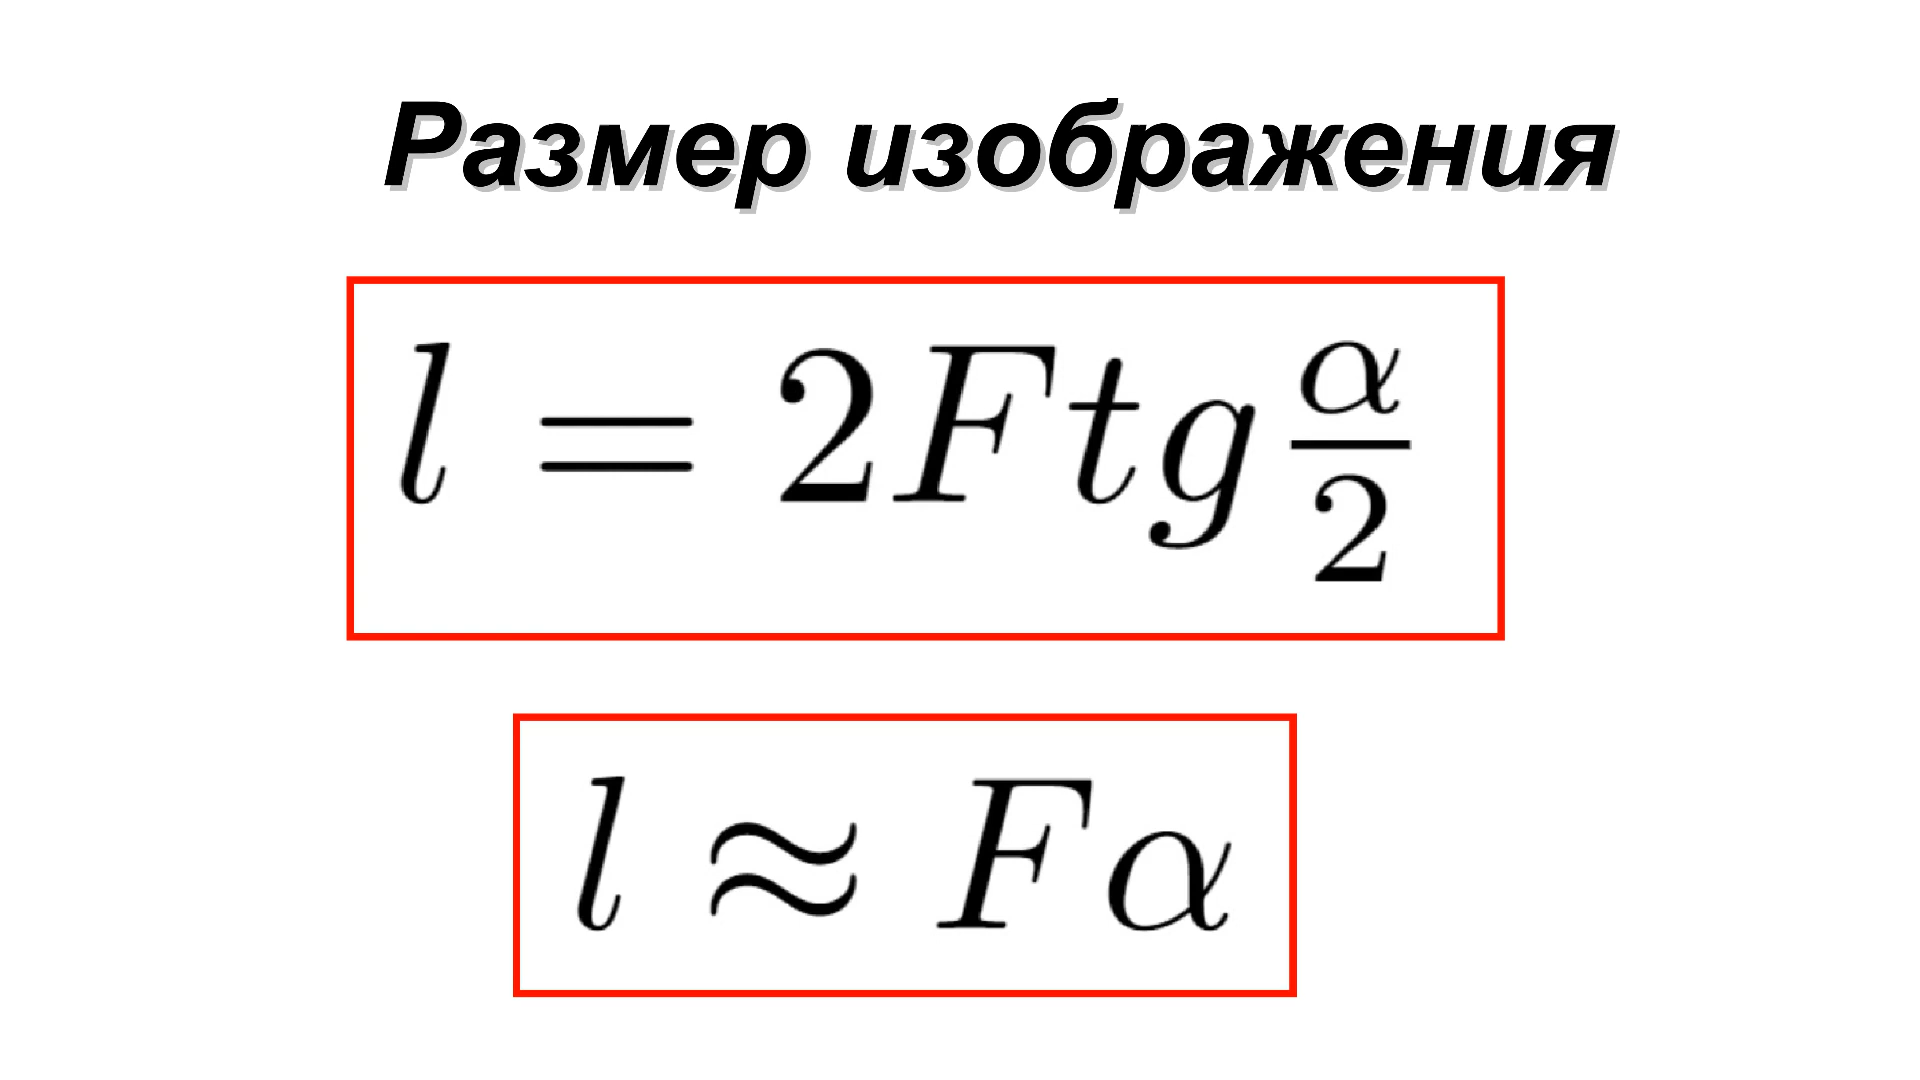 Размер изображения
l = 2Ftg α/2
l ≈ Fα